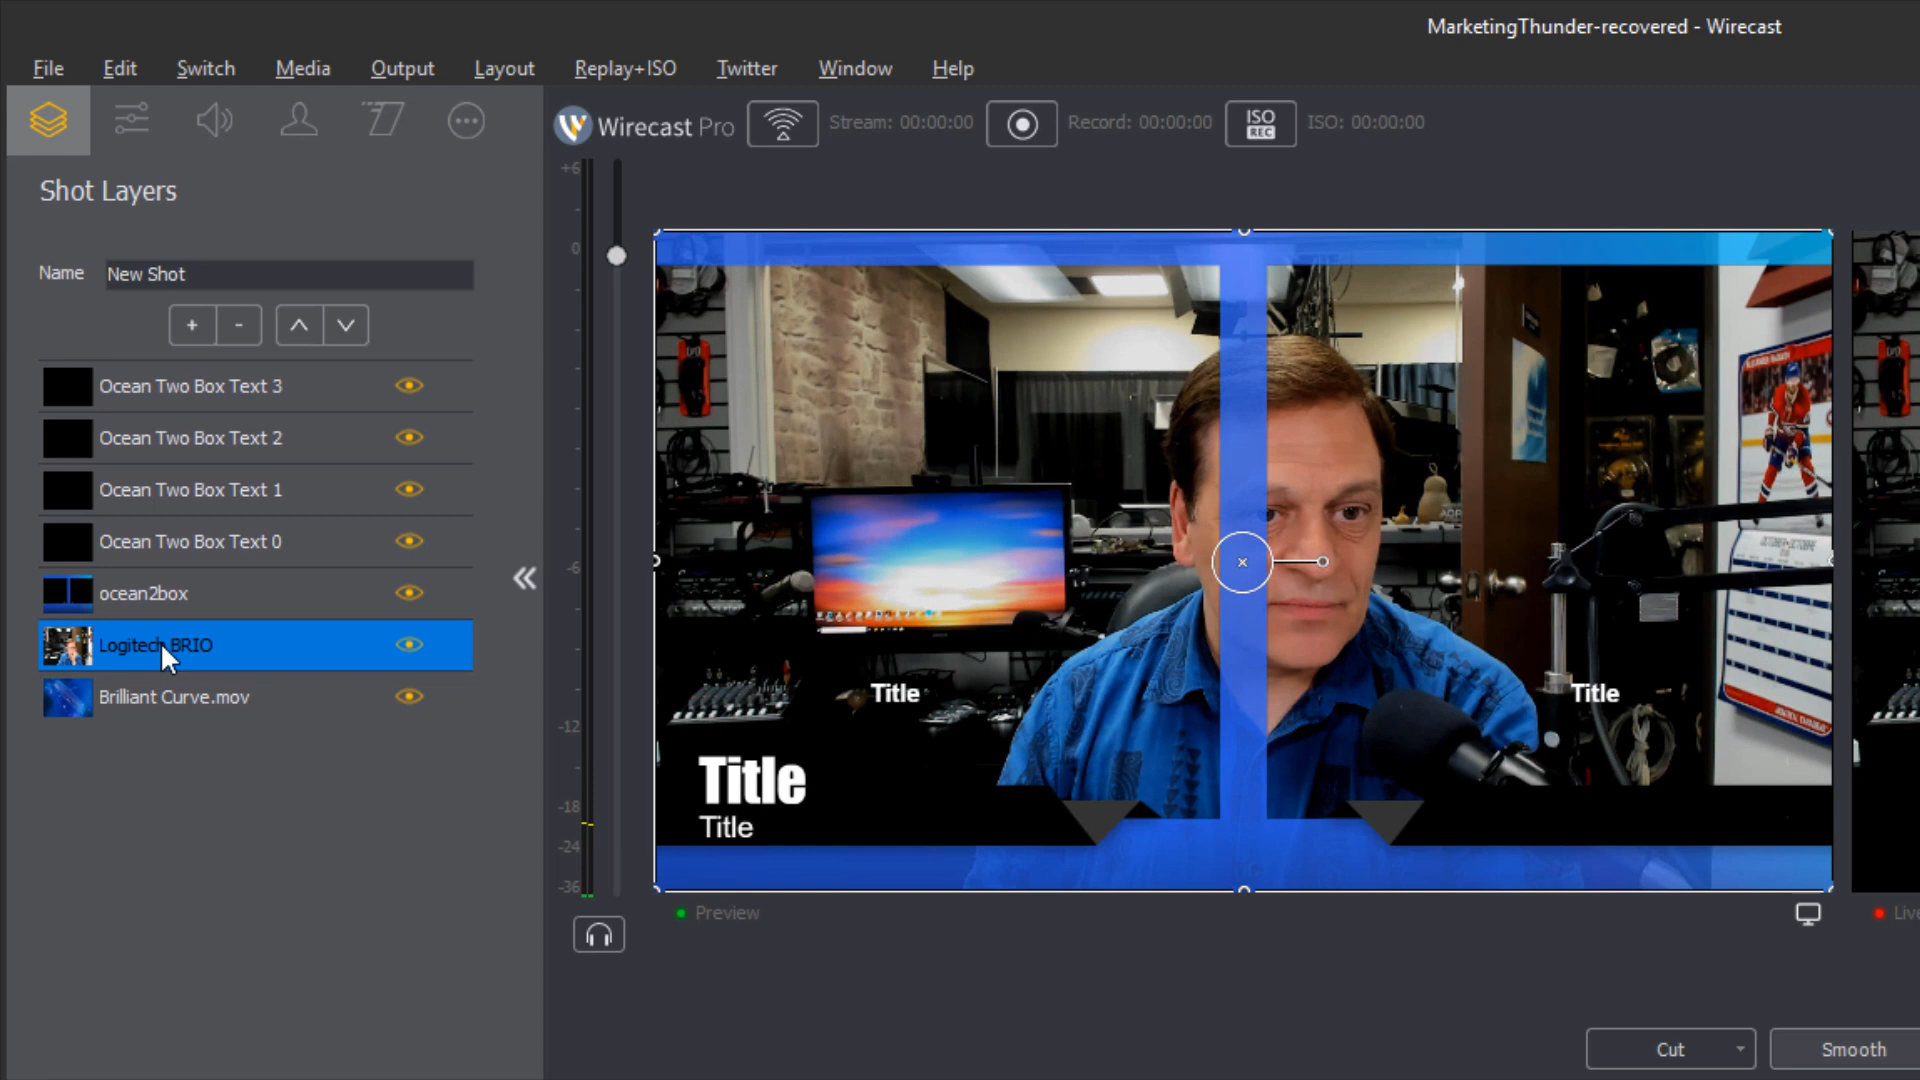 MarketingThunder-recovered - Wirecast
File Edit Switch Media Output Layout Replay+ISO Twitter Window Help
Wirecast Pro
Stream: 00:00:00
Record: 00:00:00
ISO REC
ISO: 00:00:00
Shot Layers
Name New Shot
+ -
Ocean Two Box Text 3
Ocean Two Box Text 2
Ocean Two Box Text 1
Ocean Two Box Text 0
ocean2box
Logitech BRIO
Brilliant Curve.mov
+6
0
-6
-12
-18
-24
-36
OCTOBER-OCTOBRE
Title
Title
Title
Title
Preview
Live
Cut
Smooth